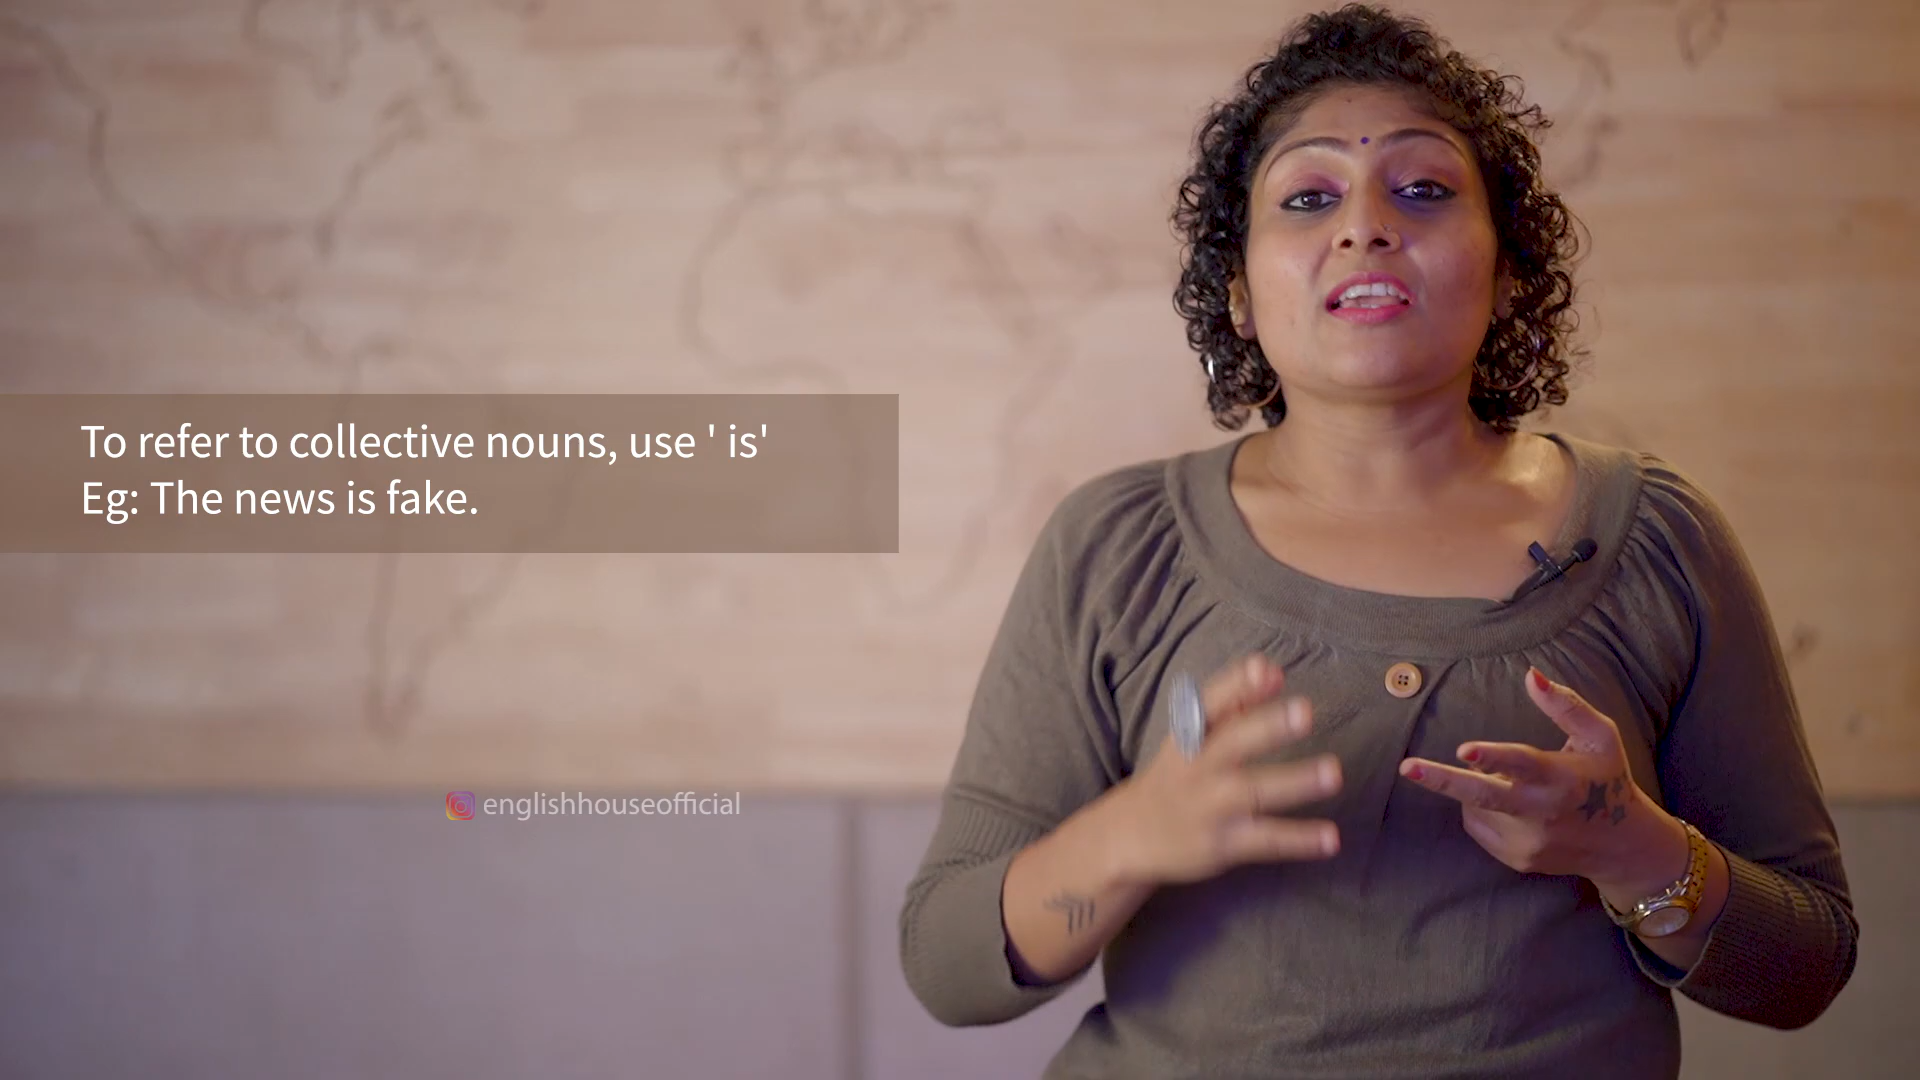 To refer to collective nouns, use ' is'
Eg: The news is fake.
englishhouseofficial